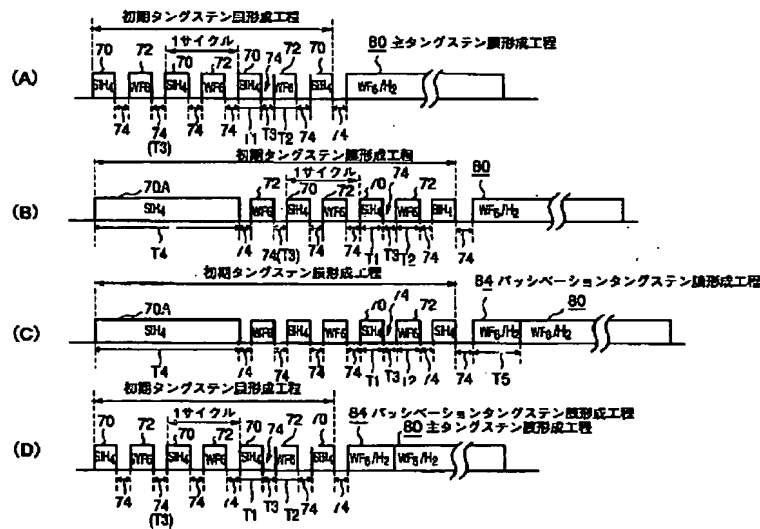 初期タングステン膜形成工程
70 72 1サイクル 70 74 72 70 80 主タングステン膜形成工程
70 72
(A) SiH4 WF6 SiH4 WF6 SiH4 WF6 SiH4 WF6/H2
74 74 74 74 T1 T3 T2 74 74
(T3)
初期タングステン膜形成工程
70A 72 70 1サイクル 72 70 74 72 80
(B) SiH4 WF6 SiH4 WF6 SiH4 WF6 SiH4 WF6/H2
T4 74 74(T3) 74 74 T1 T3 T2 74 74
初期タングステン膜形成工程
70A 70 74 72 84 パッシベーションタングステン膜形成工程
80
(C) SiH4 WF6 SiH4 WF6 SiH4 WF6 SiH4 WF6/H2 WF6/H2
T4 74 74 74 74 T1 T3 T2 74 74 T5
初期タングステン膜形成工程
70 72 1サイクル 70 74 72 70 84 パッシベーションタングステン膜形成工程
70 72 80 主タングステン膜形成工程
(D) SiH4 WF6 SiH4 WF6 SiH4 WF6 SiH4 WF6/H2 WF6/H2
74 74 74 74 T1 T3 T2 74 74
(T3)